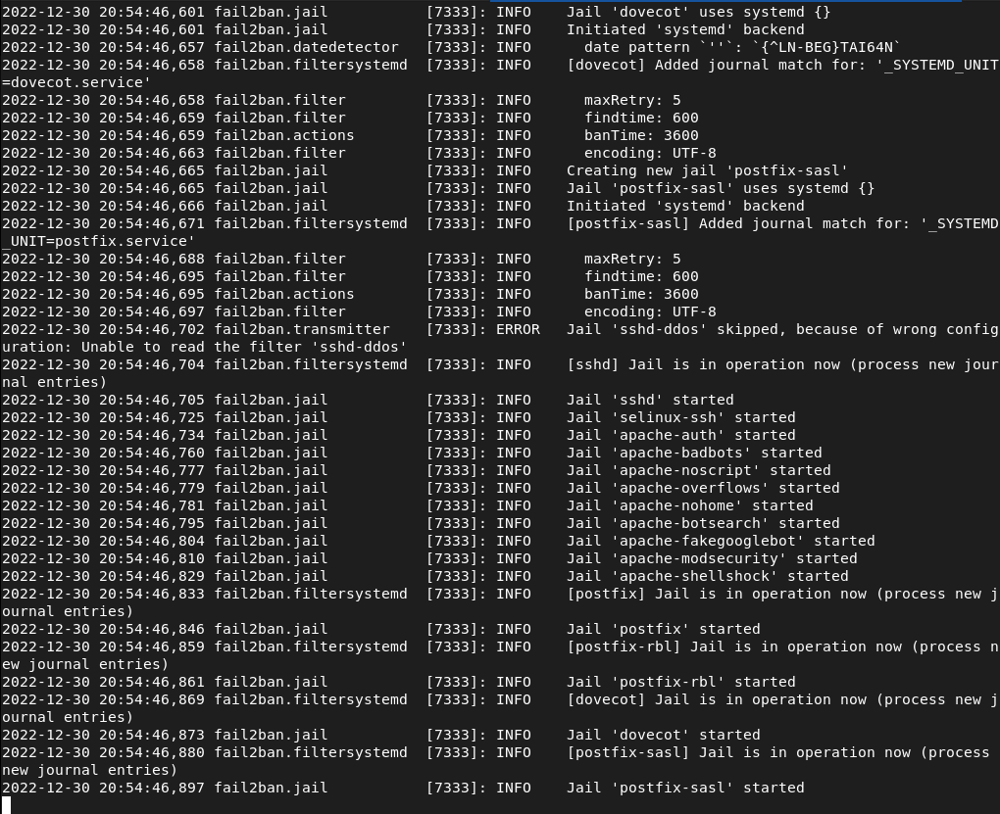 2022-12-30 20:54:46,601 fail2ban.jail           [7333]: INFO    Jail 'dovecot' uses systemd {}
2022-12-30 20:54:46,601 fail2ban.jail           [7333]: INFO    Initiated 'systemd' backend
2022-12-30 20:54:46,657 fail2ban.datedetector   [7333]: INFO      date pattern `''`: `{^LN-BEG}TAI64N`
2022-12-30 20:54:46,658 fail2ban.filtersystemd  [7333]: INFO    [dovecot] Added journal match for: '_SYSTEMD_UNIT
=dovecot.service'
2022-12-30 20:54:46,658 fail2ban.filter         [7333]: INFO      maxRetry: 5
2022-12-30 20:54:46,659 fail2ban.filter         [7333]: INFO      findtime: 600
2022-12-30 20:54:46,659 fail2ban.actions        [7333]: INFO      banTime: 3600
2022-12-30 20:54:46,663 fail2ban.filter         [7333]: INFO      encoding: UTF-8
2022-12-30 20:54:46,665 fail2ban.jail           [7333]: INFO    Creating new jail 'postfix-sasl'
2022-12-30 20:54:46,665 fail2ban.jail           [7333]: INFO    Jail 'postfix-sasl' uses systemd {}
2022-12-30 20:54:46,666 fail2ban.jail           [7333]: INFO    Initiated 'systemd' backend
2022-12-30 20:54:46,671 fail2ban.filtersystemd  [7333]: INFO    [postfix-sasl] Added journal match for: '_SYSTEMD
_UNIT=postfix.service'
2022-12-30 20:54:46,688 fail2ban.filter         [7333]: INFO      maxRetry: 5
2022-12-30 20:54:46,695 fail2ban.filter         [7333]: INFO      findtime: 600
2022-12-30 20:54:46,695 fail2ban.actions        [7333]: INFO      banTime: 3600
2022-12-30 20:54:46,697 fail2ban.filter         [7333]: INFO      encoding: UTF-8
2022-12-30 20:54:46,702 fail2ban.transmitter    [7333]: ERROR   Jail 'sshd-ddos' skipped, because of wrong config
uration: Unable to read the filter 'sshd-ddos'
2022-12-30 20:54:46,704 fail2ban.filtersystemd  [7333]: INFO    [sshd] Jail is in operation now (process new jour
nal entries)
2022-12-30 20:54:46,705 fail2ban.jail           [7333]: INFO    Jail 'sshd' started
2022-12-30 20:54:46,725 fail2ban.jail           [7333]: INFO    Jail 'selinux-ssh' started
2022-12-30 20:54:46,734 fail2ban.jail           [7333]: INFO    Jail 'apache-auth' started
2022-12-30 20:54:46,760 fail2ban.jail           [7333]: INFO    Jail 'apache-badbots' started
2022-12-30 20:54:46,777 fail2ban.jail           [7333]: INFO    Jail 'apache-noscript' started
2022-12-30 20:54:46,779 fail2ban.jail           [7333]: INFO    Jail 'apache-overflows' started
2022-12-30 20:54:46,781 fail2ban.jail           [7333]: INFO    Jail 'apache-nohome' started
2022-12-30 20:54:46,795 fail2ban.jail           [7333]: INFO    Jail 'apache-botsearch' started
2022-12-30 20:54:46,804 fail2ban.jail           [7333]: INFO    Jail 'apache-fakegooglebot' started
2022-12-30 20:54:46,810 fail2ban.jail           [7333]: INFO    Jail 'apache-modsecurity' started
2022-12-30 20:54:46,829 fail2ban.jail           [7333]: INFO    Jail 'apache-shellshock' started
2022-12-30 20:54:46,833 fail2ban.filtersystemd  [7333]: INFO    [postfix] Jail is in operation now (process new j
ournal entries)
2022-12-30 20:54:46,846 fail2ban.jail           [7333]: INFO    Jail 'postfix' started
2022-12-30 20:54:46,859 fail2ban.filtersystemd  [7333]: INFO    [postfix-rbl] Jail is in operation now (process n
ew journal entries)
2022-12-30 20:54:46,861 fail2ban.jail           [7333]: INFO    Jail 'postfix-rbl' started
2022-12-30 20:54:46,869 fail2ban.filtersystemd  [7333]: INFO    [dovecot] Jail is in operation now (process new j
ournal entries)
2022-12-30 20:54:46,873 fail2ban.jail           [7333]: INFO    Jail 'dovecot' started
2022-12-30 20:54:46,880 fail2ban.filtersystemd  [7333]: INFO    [postfix-sasl] Jail is in operation now (process
new journal entries)
2022-12-30 20:54:46,897 fail2ban.jail           [7333]: INFO    Jail 'postfix-sasl' started